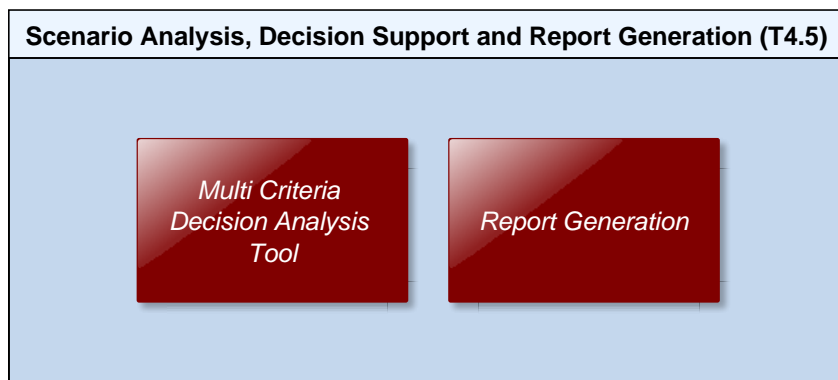 Scenario Analysis, Decision Support and Report Generation (T4.5)
Multi Criteria
Decision Analysis
Tool
Report Generation